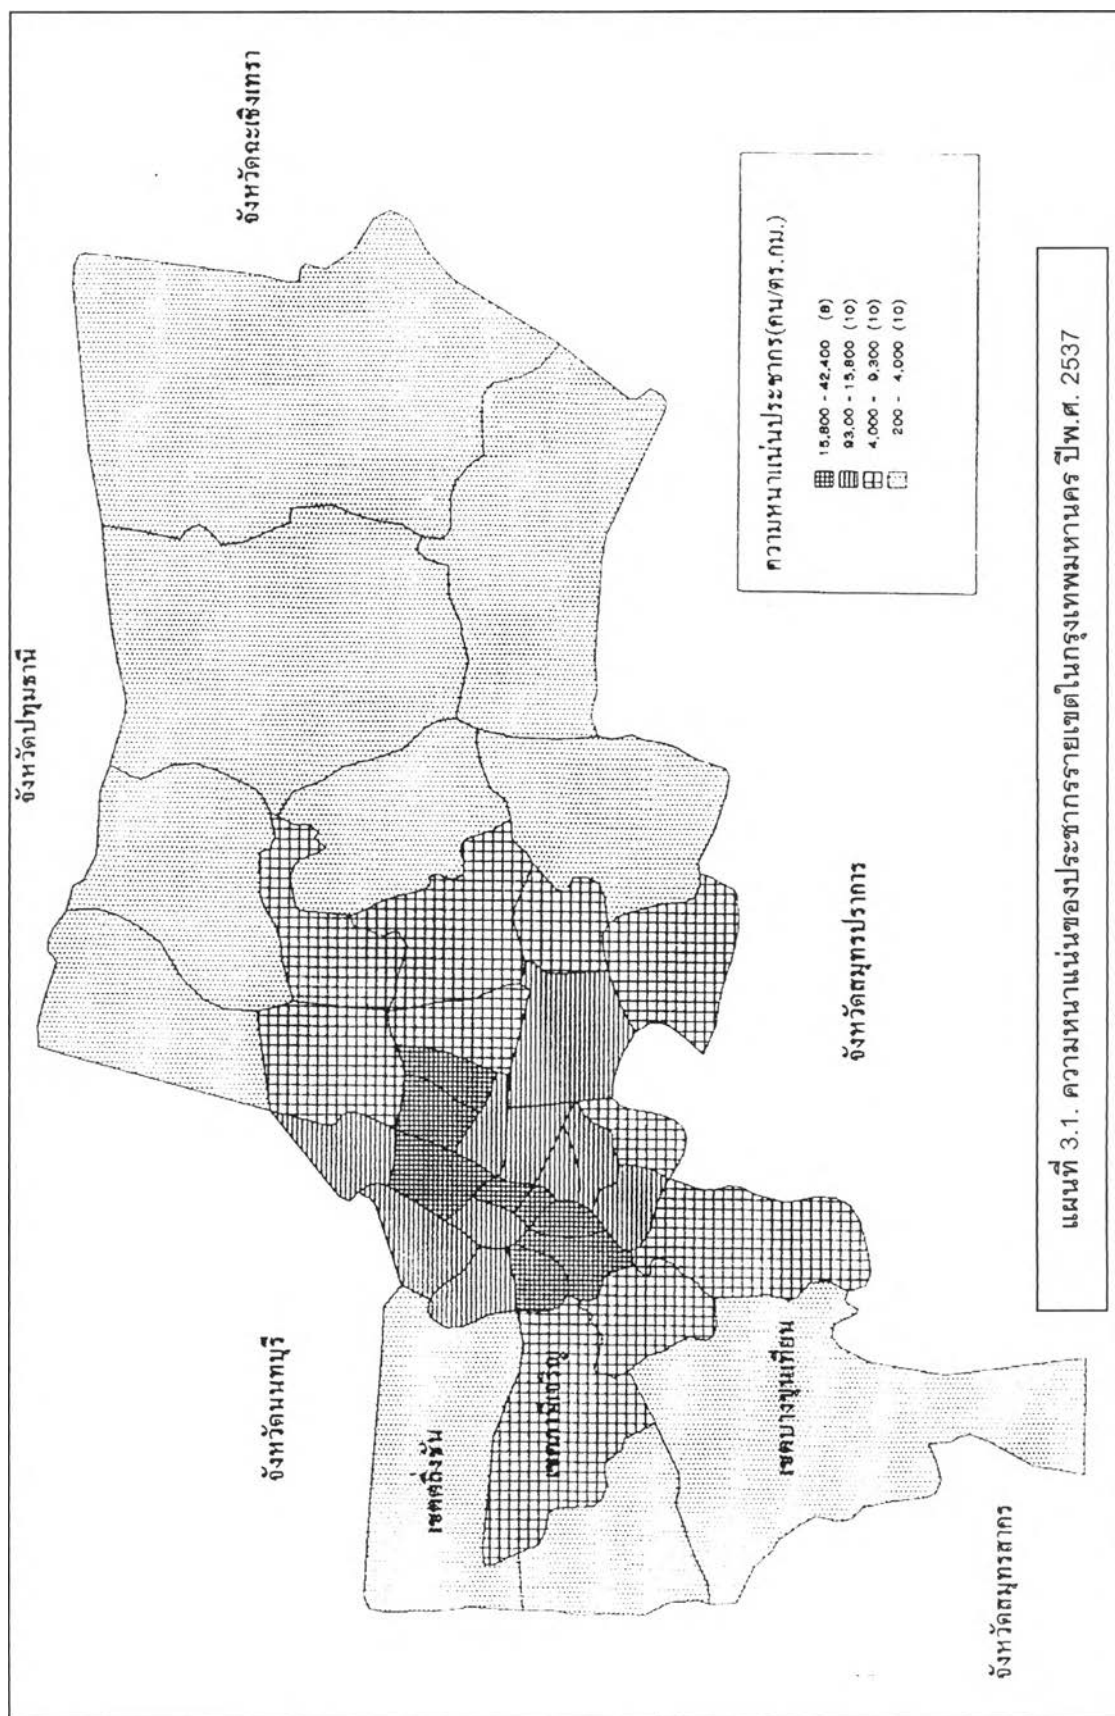 จังหวัดปทุมธานี
จังหวัดฉะเชิงเทรา
จังหวัดนนทบุรี
เขตตลิ่งชัน
เขตภาษีเจริญ
เขตบางขุนเทียน
จังหวัดสมุทรปราการ
จังหวัดสมุทรสาคร
ความหนาแน่นประชากร(คน/ตร.กม.)
15,800 - 42,400 (8)
93,00 - 15,800 (10)
4,000 - 9,300 (10)
200 - 4,000 (10)
แผนที่ 3.1. ความหนาแน่นของประชากรรายเขตในกรุงเทพมหานคร ปีพ.ศ. 2537